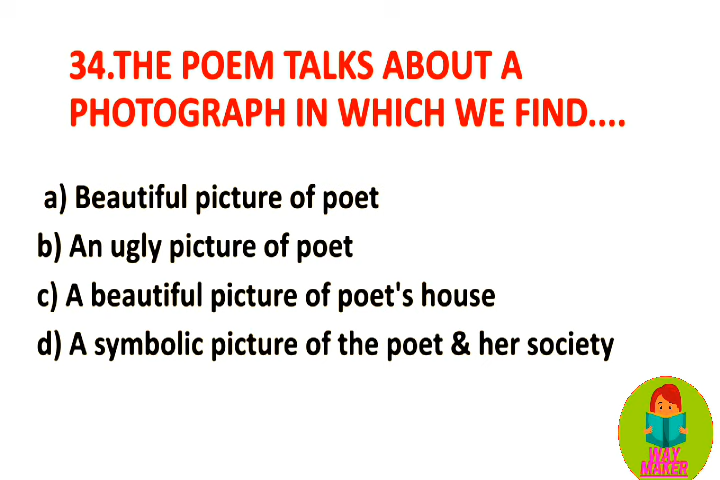 34.THE POEM TALKS ABOUT A
PHOTOGRAPH IN WHICH WE FIND....
a) Beautiful picture of poet
b) An ugly picture of poet
c) A beautiful picture of poet's house
d) A symbolic picture of the poet & her society
WAY
MAKER